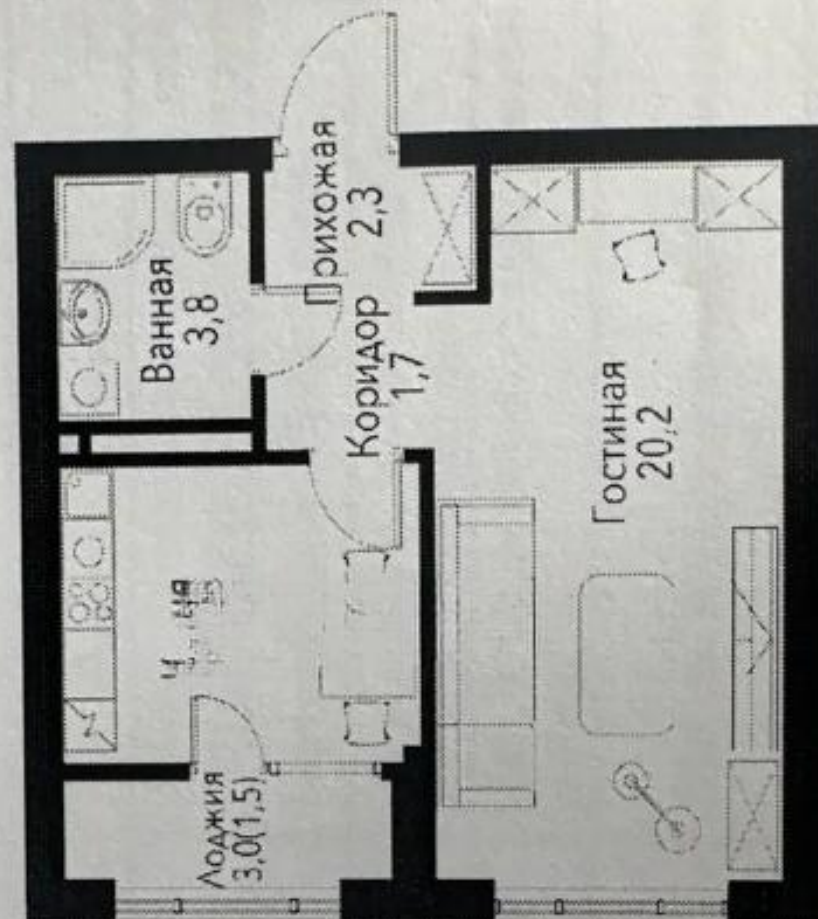 Ванная
3,8
Прихожая
2,3
Коридор
1,7
Гостиная
20,2
Лоджия
3,0(1,5)